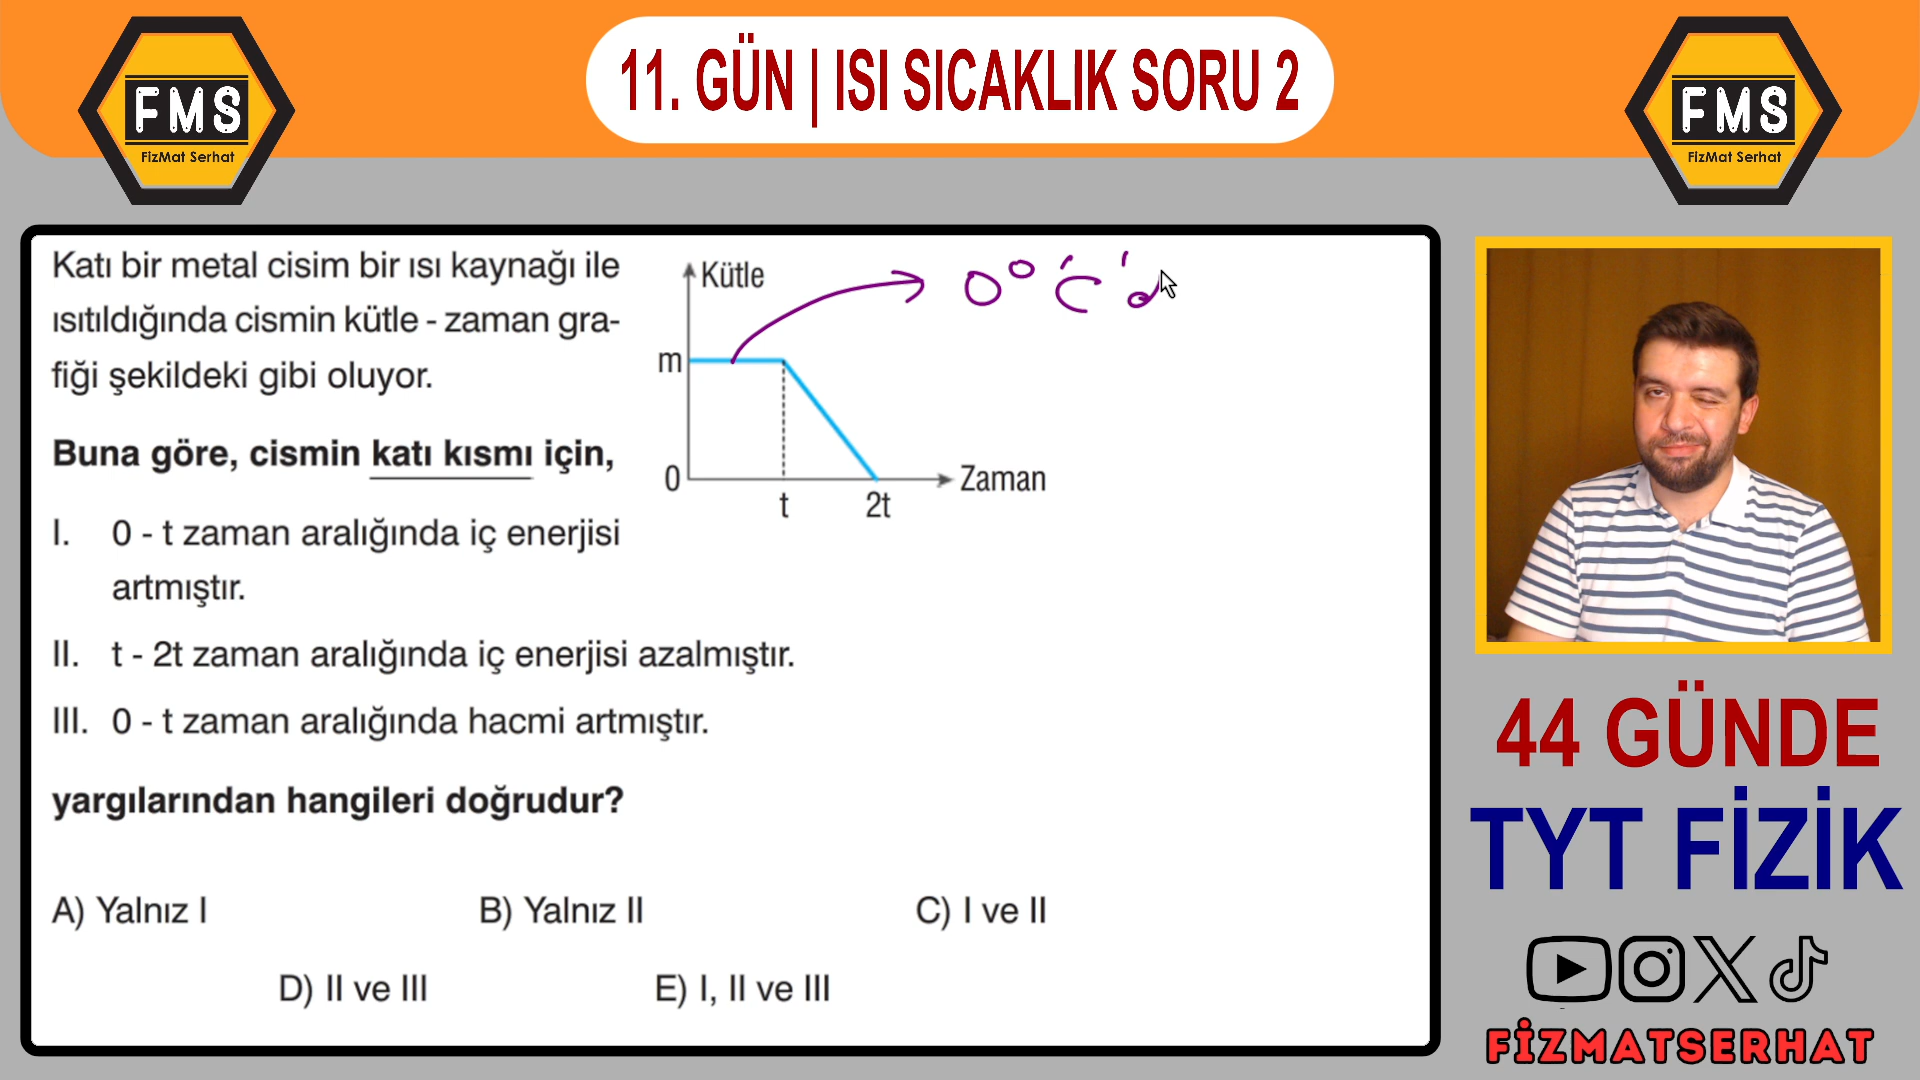 11. GÜN | ISI SICAKLIK SORU 2
FMS
FizMat Serhat
FMS
FizMat Serhat
Katı bir metal cisim bir ısı kaynağı ile
ısıtıldığında cismin kütle - zaman gra-
fiği şekildeki gibi oluyor.
Kütle
0°C'd
m
0
t
2t
Zaman
Buna göre, cismin katı kısmı için,
I. 0 - t zaman aralığında iç enerjisi
artmıştır.
II. t - 2t zaman aralığında iç enerjisi azalmıştır.
III. 0 - t zaman aralığında hacmi artmıştır.
yargılarından hangileri doğrudur?
A) Yalnız I
B) Yalnız II
C) I ve II
D) II ve III
E) I, II ve III
44 GÜNDE
TYT FİZİK
FİZMATSERHAT